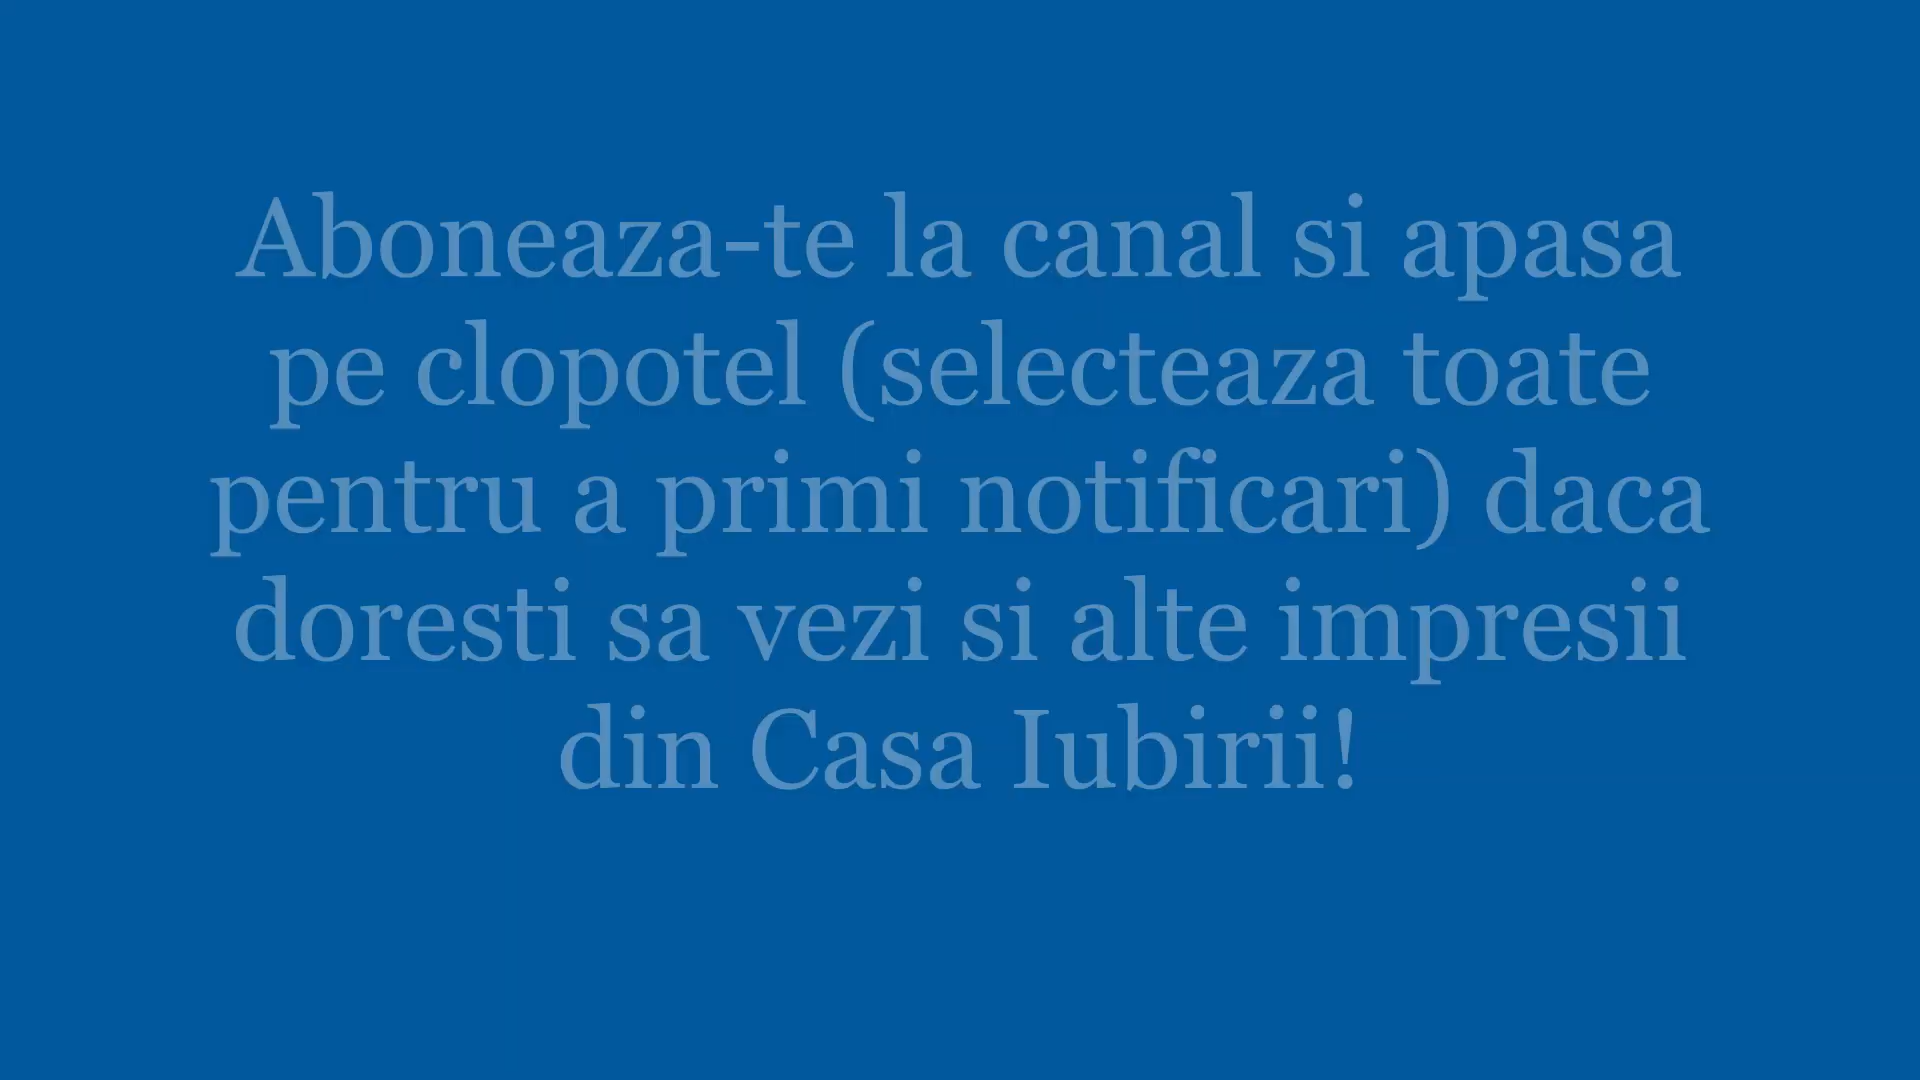 Aboneaza-te la canal si apasa
pe clopotel (selecteaza toate
pentru a primi notificari) daca
doresti sa vezi si alte impresii
din Casa Iubirii!